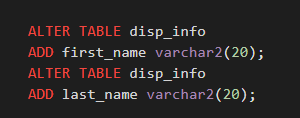 ALTER TABLE disp_info
ADD first_name varchar2(20);
ALTER TABLE disp_info
ADD last_name varchar2(20);